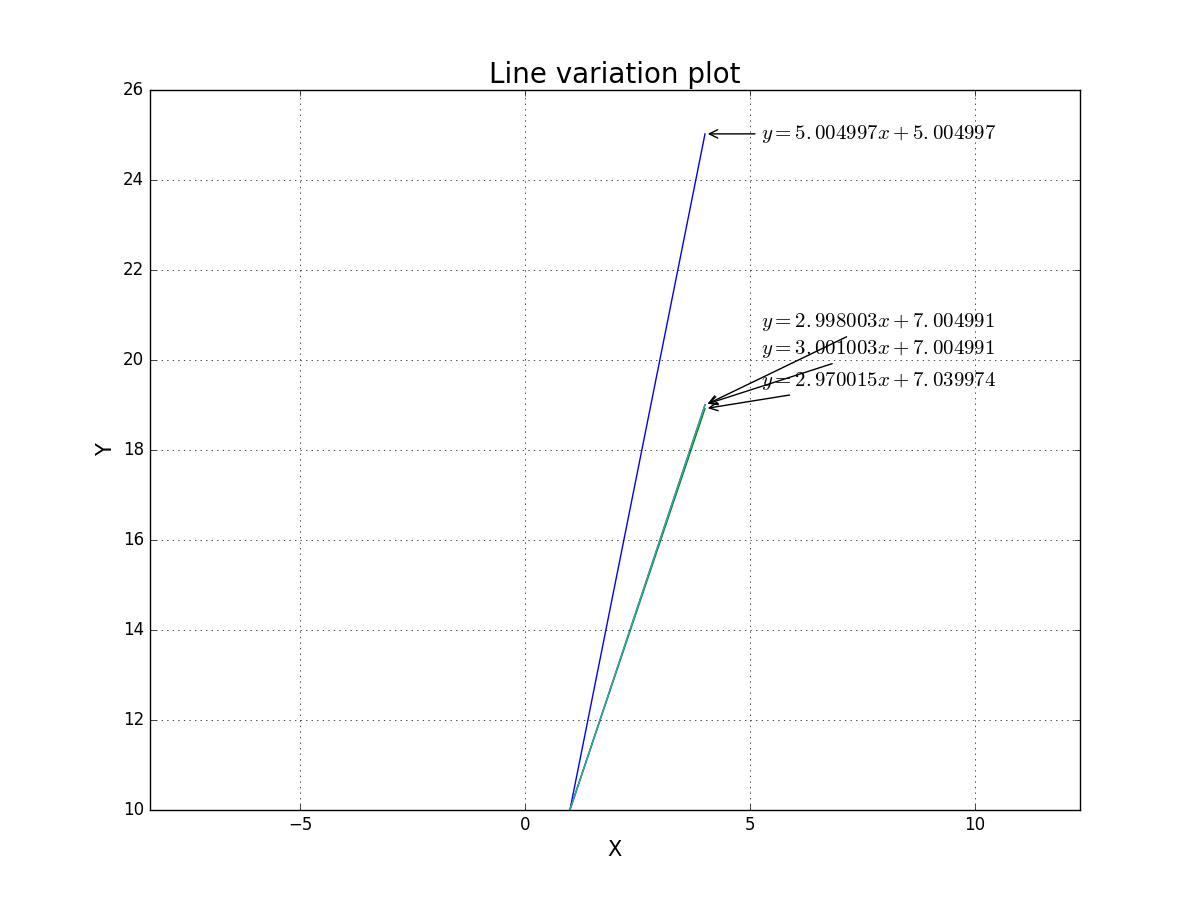 Line variation plot
26
24
22
20
18
16
14
12
10
Y
y = 5.004997x + 5.004997
y = 2.998003x + 7.004991
y = 3.001003x + 7.004991
y = 2.970015x + 7.039974
−5 0 5 10
X